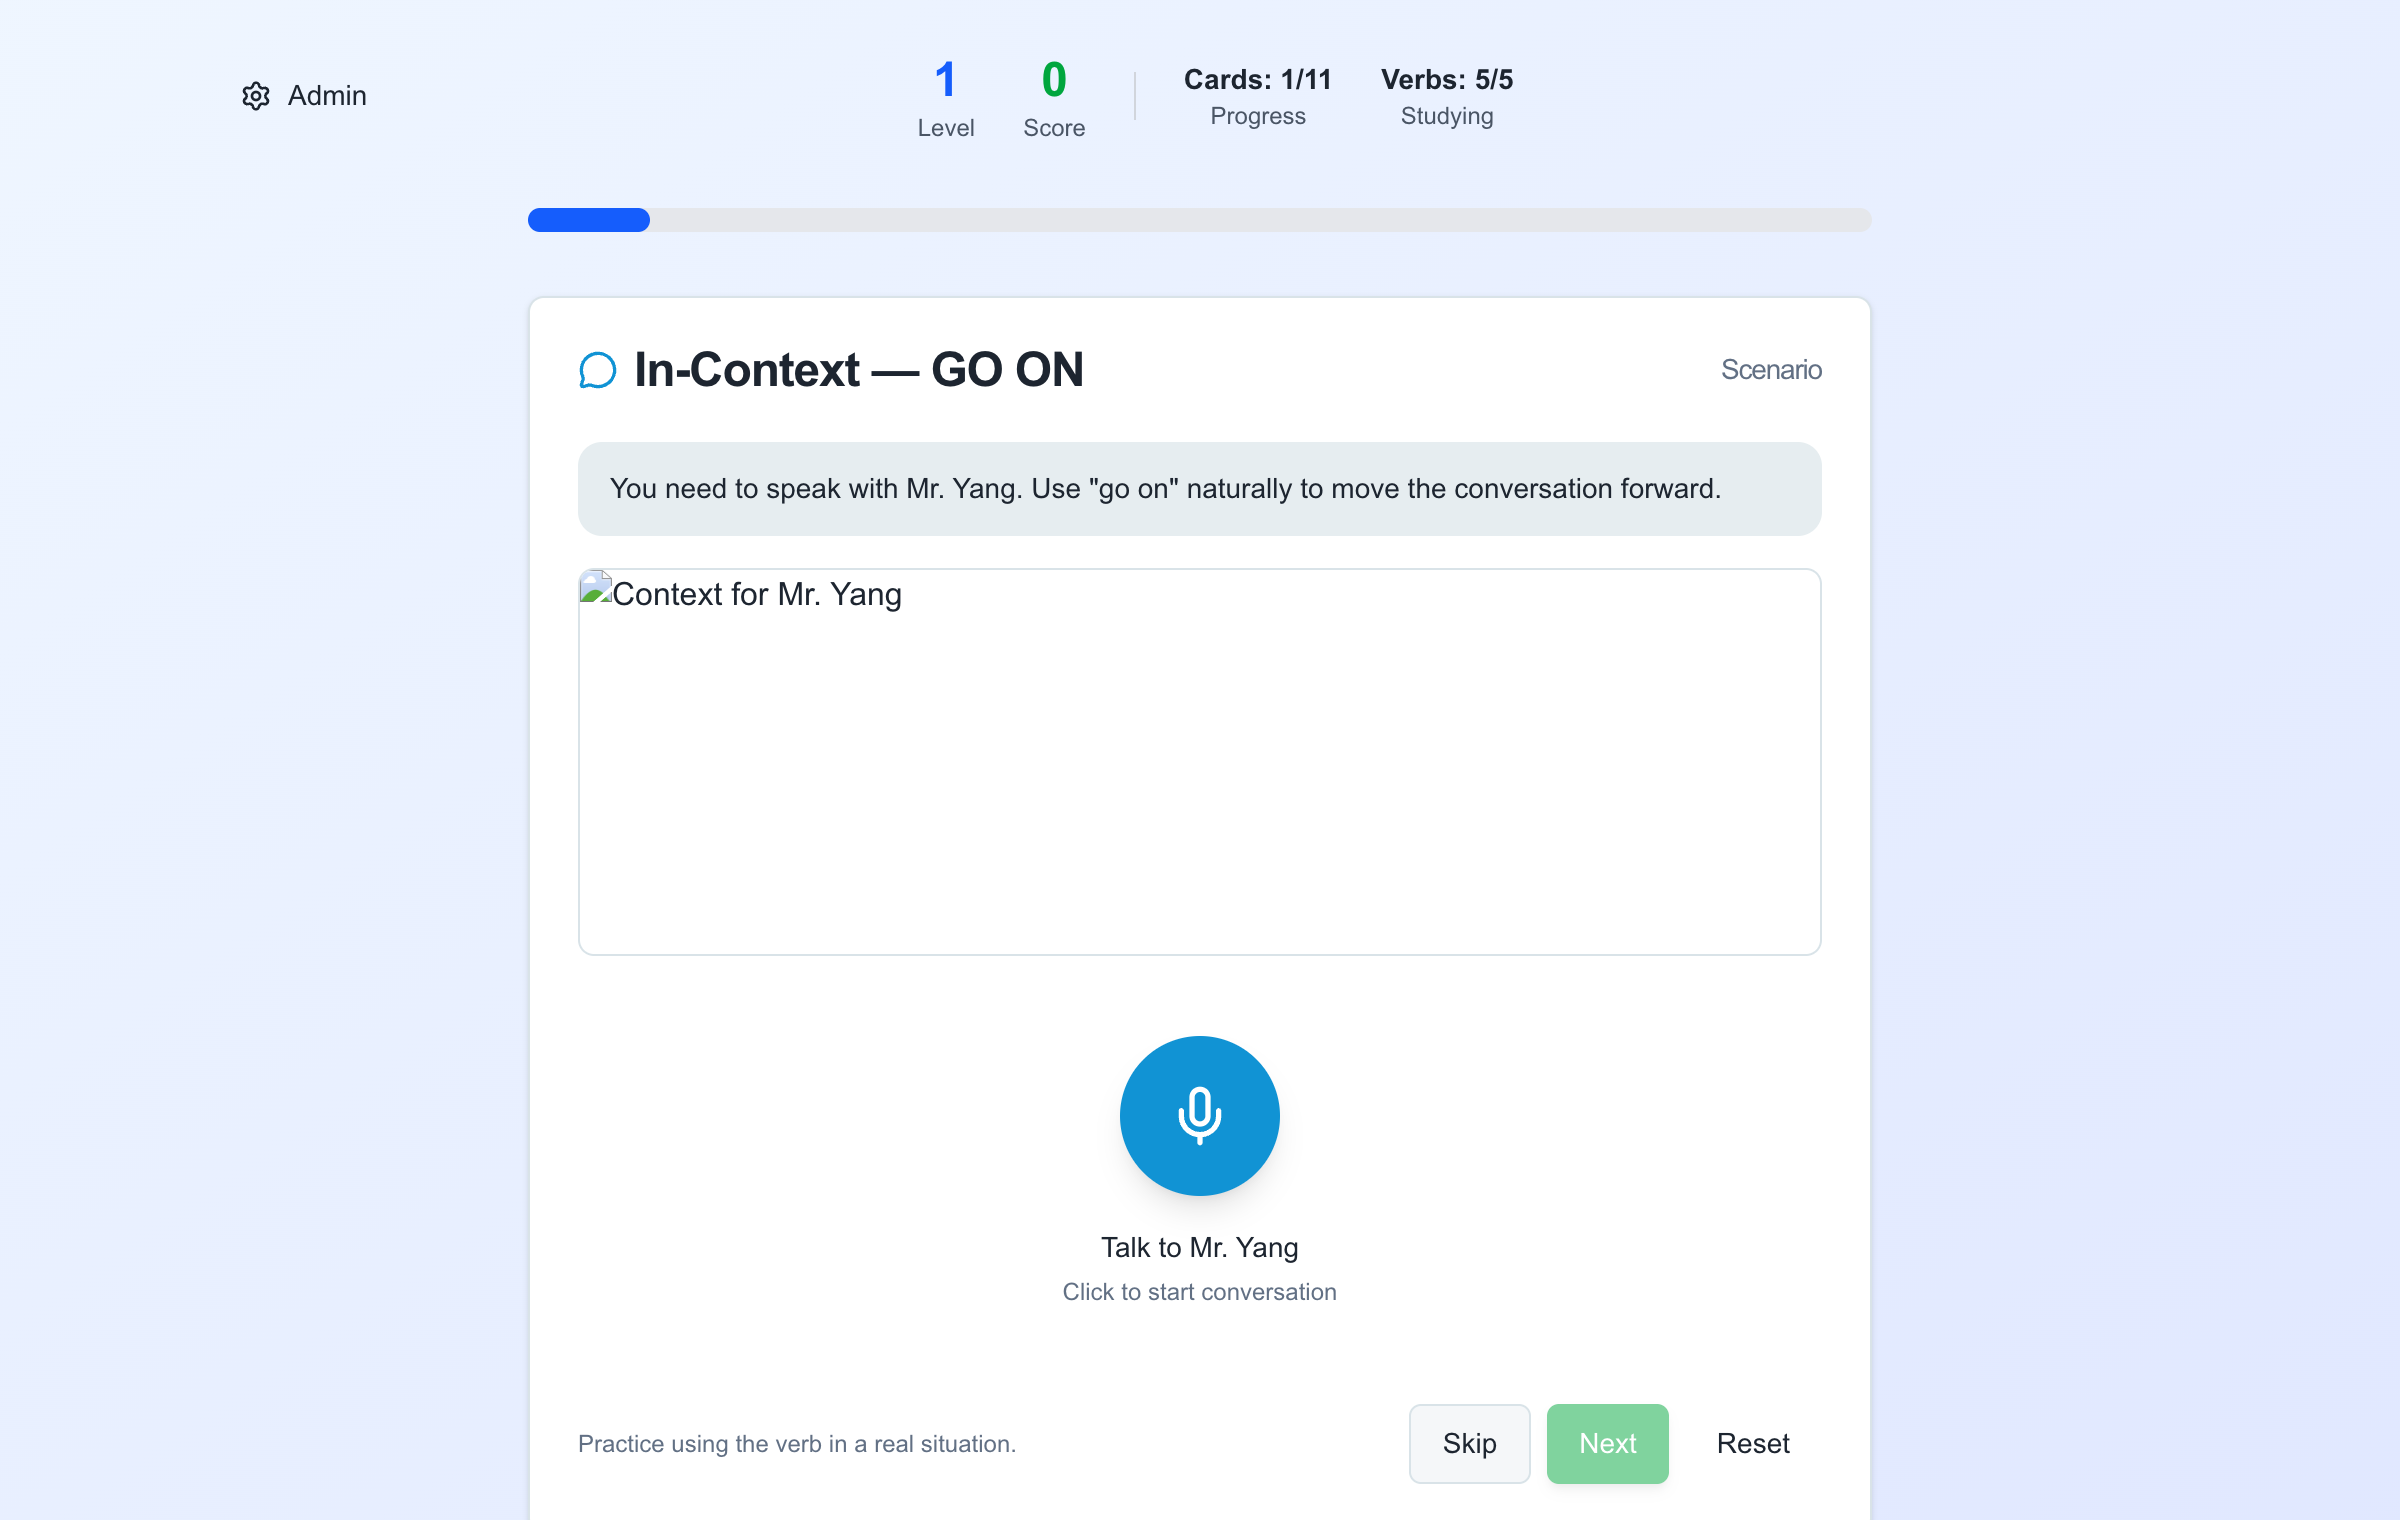 Admin
1
Level
0
Score
Cards: 1/11
Progress
Verbs: 5/5
Studying
In-Context — GO ON
Scenario
You need to speak with Mr. Yang. Use "go on" naturally to move the conversation forward.
Context for Mr. Yang
Talk to Mr. Yang
Click to start conversation
Practice using the verb in a real situation.
Skip
Next
Reset